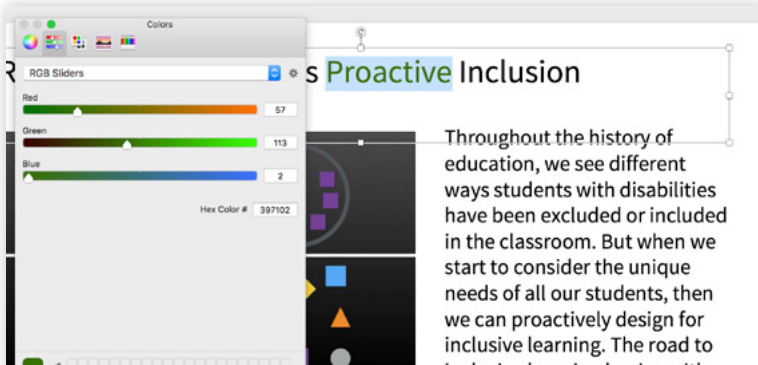 Colors
RGB Sliders
Red
57
Green
113
Blue
2
Hex Color # 397102
s Proactive Inclusion
Throughout the history of
education, we see different
ways students with disabilities
have been excluded or included
in the classroom. But when we
start to consider the unique
needs of all our students, then
we can proactively design for
inclusive learning. The road to